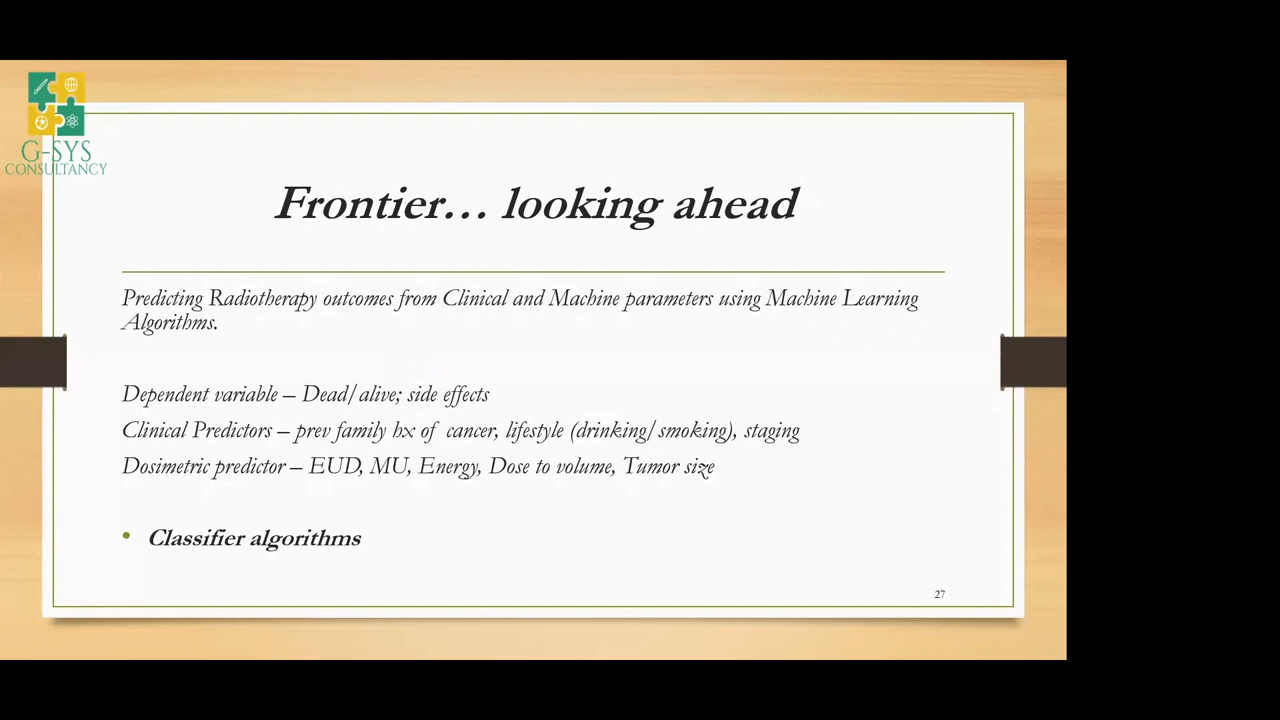 G-SYS
CONSULTANCY
Frontier… looking ahead
Predicting Radiotherapy outcomes from Clinical and Machine parameters using Machine Learning
Algorithms.
Dependent variable – Dead/alive; side effects
Clinical Predictors – prev family hx of cancer, lifestyle (drinking/smoking), staging
Dosimetric predictor – EUD, MU, Energy, Dose to volume, Tumor size
• Classifier algorithms
27